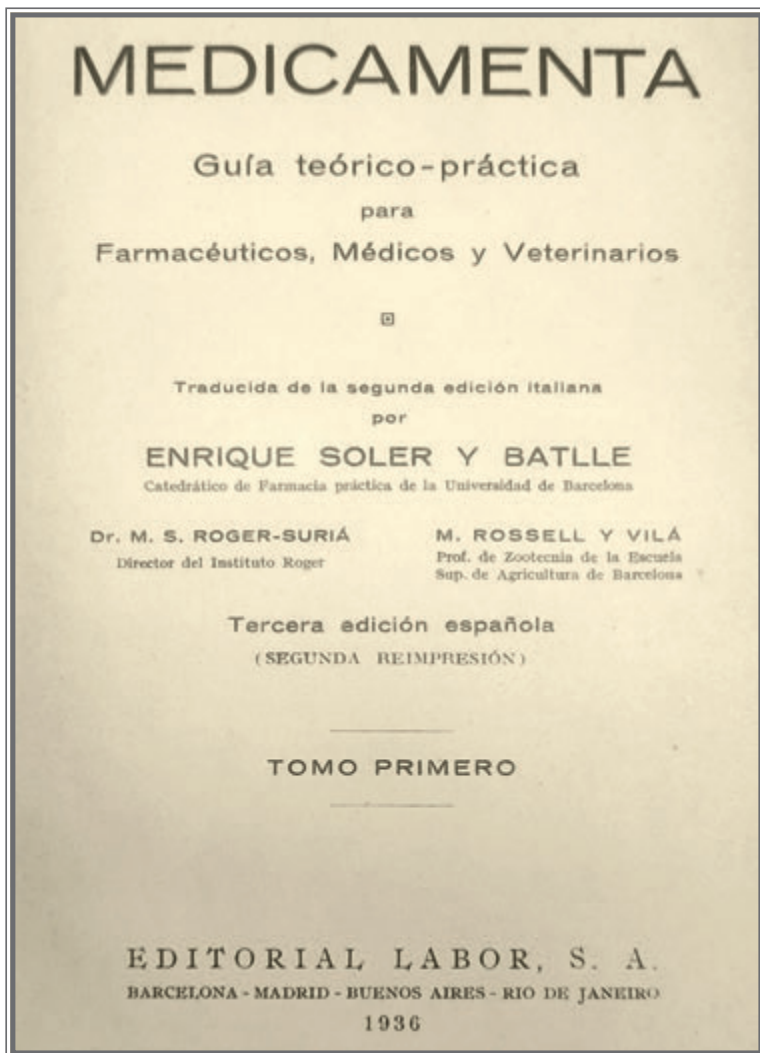 MEDICAMENTA
Guía teórico-práctica
para
Farmacéuticos, Médicos y Veterinarios
Traducida de la segunda edición italiana
por
ENRIQUE SOLER Y BATLLE
Catedrático de Farmacia práctica de la Universidad de Barcelona
Dr. M. S. ROGER-SURIÁ
Director del Instituto Roger
M. ROSSELL Y VILÁ
Prof. de Zootecnia de la Escuela
Sup. de Agricultura de Barcelona
Tercera edición española
(SEGUNDA REIMPRESIÓN)
TOMO PRIMERO
EDITORIAL LABOR, S. A.
BARCELONA - MADRID - BUENOS AIRES - RIO DE JANEIRO
1936